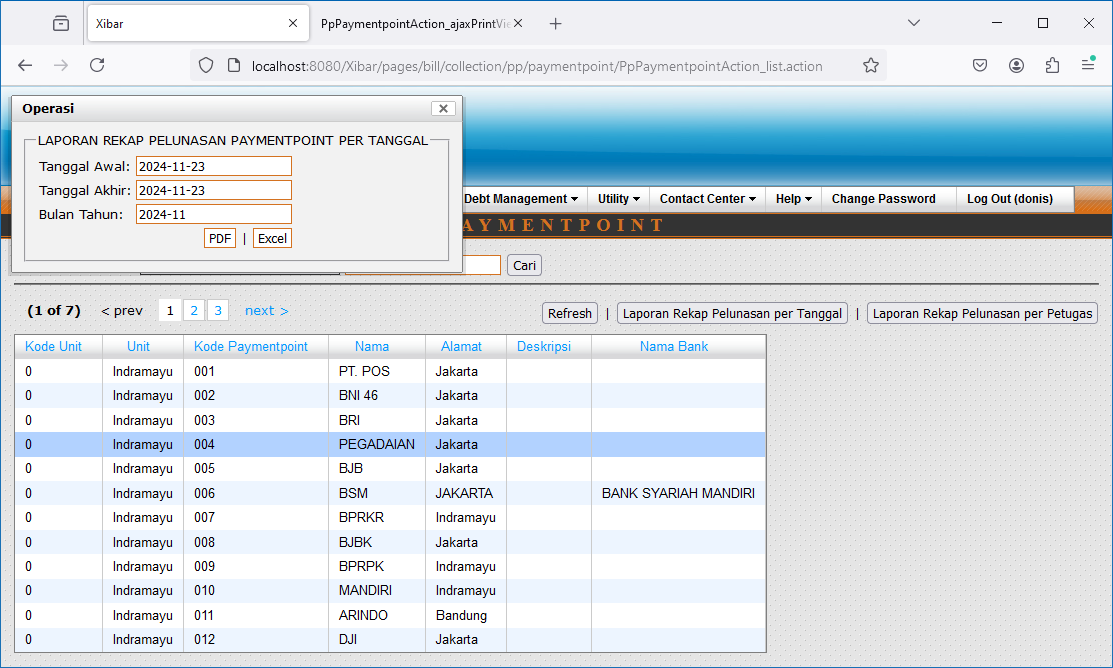 Xibar
PpPaymentpointAction_ajaxPrintVie
localhost:8080/Xibar/pages/bill/collection/pp/paymentpoint/PpPaymentpointAction_list.action
Operasi
LAPORAN REKAP PELUNASAN PAYMENTPOINT PER TANGGAL
Tanggal Awal: 2024-11-23
Tanggal Akhir: 2024-11-23
Bulan Tahun: 2024-11
PDF | Excel
Debt Management Utility Contact Center Help Change Password Log Out (donis)
AYMENTPOINT
Cari
(1 of 7) < prev 1 2 3 next > Refresh | Laporan Rekap Pelunasan per Tanggal | Laporan Rekap Pelunasan per Petugas
Kode Unit Unit Kode Paymentpoint Nama Alamat Deskripsi Nama Bank
0 Indramayu 001 PT. POS Jakarta
0 Indramayu 002 BNI 46 Jakarta
0 Indramayu 003 BRI Jakarta
0 Indramayu 004 PEGADAIAN Jakarta
0 Indramayu 005 BJB Jakarta
0 Indramayu 006 BSM JAKARTA BANK SYARIAH MANDIRI
0 Indramayu 007 BPRKR Indramayu
0 Indramayu 008 BJBK Jakarta
0 Indramayu 009 BPRPK Indramayu
0 Indramayu 010 MANDIRI Indramayu
0 Indramayu 011 ARINDO Bandung
0 Indramayu 012 DJI Jakarta